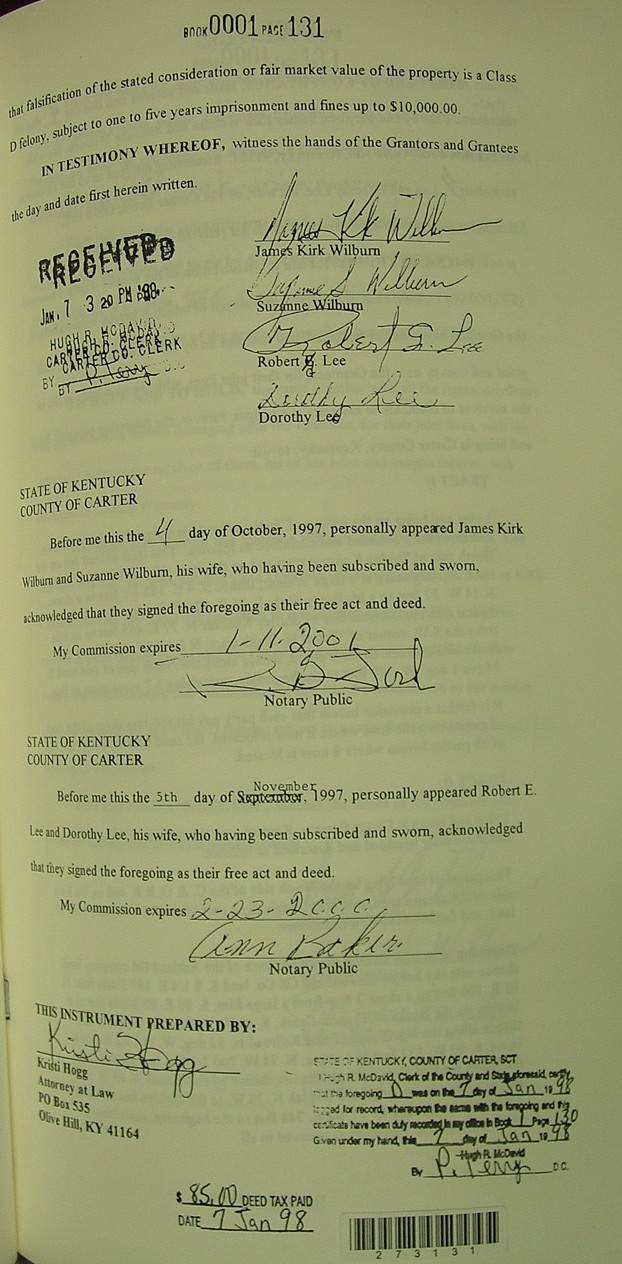 BOOK 0001 PAGE 131
that falsification of the stated consideration or fair market value of the property is a Class
D felony, subject to one to five years imprisonment and fines up to $10,000.00.
IN TESTIMONY WHEREOF, witness the hands of the Grantors and Grantees
the day and date first herein written.
James Kirk Wilburn
Suzanne S Wilburn
Suzanne Wilburn
Robert G. Lee
Robert G. Lee
Dorothy Lee
Dorothy Lee
RECEIVED
JAN. 7 3 20 PM '98
HUGH R. MCDAVID
CARTER CO. CLERK
BY P. Perry D.C.
STATE OF KENTUCKY
COUNTY OF CARTER
Before me this the 4 day of October, 1997, personally appeared James Kirk
Wilburn and Suzanne Wilburn, his wife, who having been subscribed and sworn,
acknowledged that they signed the foregoing as their free act and deed.
My Commission expires 1-11-2001
Notary Public
STATE OF KENTUCKY
COUNTY OF CARTER
November
Before me this the 5th day of September, 1997, personally appeared Robert E.
Lee and Dorothy Lee, his wife, who having been subscribed and sworn, acknowledged
that they signed the foregoing as their free act and deed.
My Commission expires 2-23-2000
Ann Baker
Notary Public
THIS INSTRUMENT PREPARED BY:
Kristi Hogg
Kristi Hogg
Attorney at Law
PO Box 535
Olive Hill, KY 41164
STATE OF KENTUCKY, COUNTY OF CARTER, SCT
I Hugh R. McDavid, Clerk of the County and State aforesaid, certify
that the foregoing D was on the 7 day of Jan 1998
lodged for record, whereupon the same with the foregoing and this
certificate have been duly recorded in my office in Book 1 Page 130
Given under my hand, this 7 day of Jan 1998
Hugh R. McDavid
By P. Perry D.C.
$ 85.00 DEED TAX PAID
DATE 7 Jan 98
273131